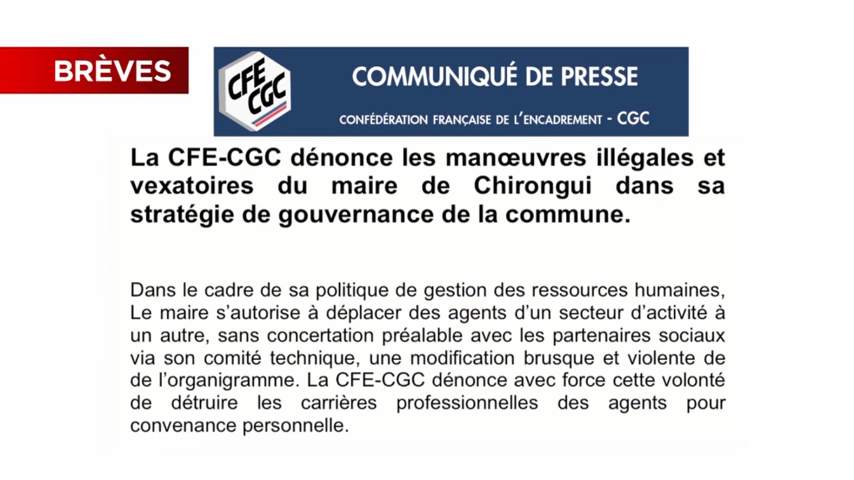 BRÈVES
CFE
CGC
COMMUNIQUÉ DE PRESSE
CONFÉDÉRATION FRANÇAISE DE L'ENCADREMENT - CGC
La CFE-CGC dénonce les manœuvres illégales et
vexatoires du maire de Chirongui dans sa
stratégie de gouvernance de la commune.
Dans le cadre de sa politique de gestion des ressources humaines,
Le maire s'autorise à déplacer des agents d'un secteur d'activité à
un autre, sans concertation préalable avec les partenaires sociaux
via son comité technique, une modification brusque et violente de
de l'organigramme. La CFE-CGC dénonce avec force cette volonté
de détruire les carrières professionnelles des agents pour
convenance personnelle.